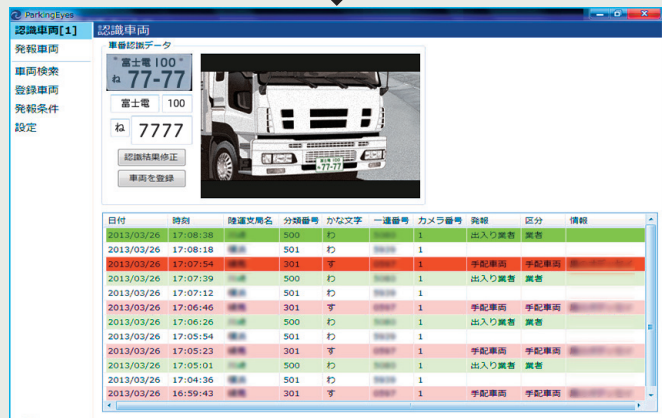 ParkingEyes
認識車両[1]
発報車両
車両検索
登録車両
発報条件
設定
認識車両
車番認識データ
富士電 100
ね 77-77
富士電 100
ね 7777
認識結果修正
車両を登録
富士電 100
77-77
日付 時刻 陸運支局名 分類番号 かな文字 一連番号 カメラ番号 発報 区分 情報
2013/03/26 17:08:38 500 わ 1 出入り業者 業者
2013/03/26 17:08:18 501 わ 1
2013/03/26 17:07:54 301 す 1 手配車両 手配車両
2013/03/26 17:07:39 500 わ 1 出入り業者 業者
2013/03/26 17:07:12 501 わ 1
2013/03/26 17:06:46 301 す 1 手配車両 手配車両
2013/03/26 17:06:26 500 わ 1 出入り業者 業者
2013/03/26 17:05:54 501 わ 1
2013/03/26 17:05:23 301 す 1 手配車両 手配車両
2013/03/26 17:05:01 500 わ 1 出入り業者 業者
2013/03/26 17:04:36 501 わ 1
2013/03/26 16:59:43 301 す 1 手配車両 手配車両